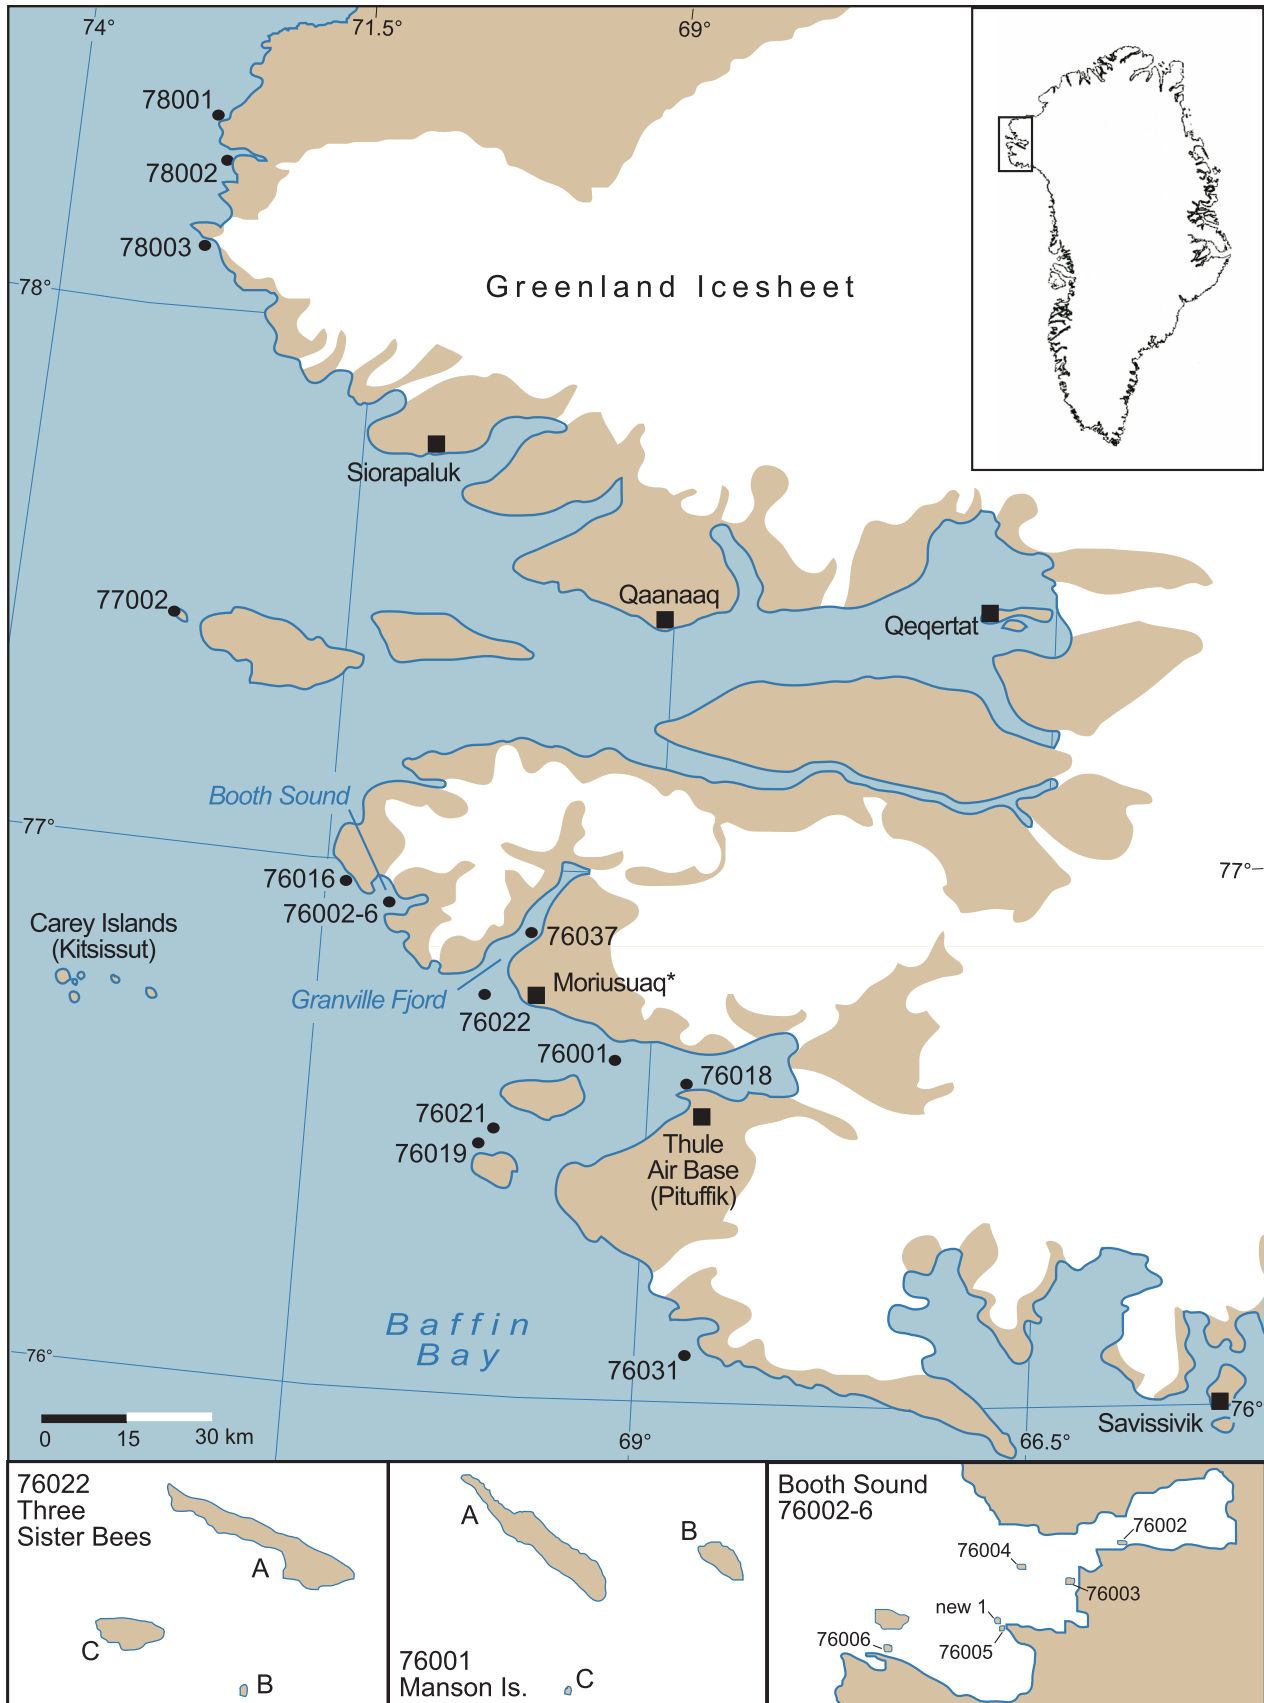 74°
71.5°
69°
78001
78002
78003
78°
Greenland Icesheet
Siorapaluk
77002
Qaanaaq
Qeqertat
Booth Sound
77°
77°
76016
76002-6
Carey Islands
(Kitsissut)
76037
Moriusuaq*
Granville Fjord
76022
76001
76018
76021
76019
Thule
Air Base
(Pituffik)
Baffin
Bay
76°
76031
76°
Savissivik
0 15 30 km
69°
66.5°
76022
Three
Sister Bees
A
C
B
A
B
76001
Manson Is.
C
Booth Sound
76002-6
76002
76004
76003
new 1
76005
76006